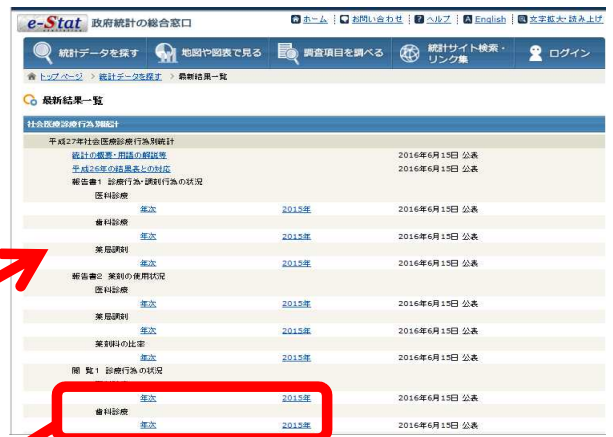 e-Stat 政府統計の総合窓口
ホーム お問い合わせ ヘルプ English 文字拡大・読み上げ
統計データを探す 地図や図表で見る 調査項目を調べる 統計サイト検索・リンク集 ログイン
トップページ > 統計データを探す > 最新結果一覧
最新結果一覧
社会医療診療行為別統計
平成27年社会医療診療行為別統計
統計の概要・用語の解説等 2016年6月15日 公表
平成26年の結果表との対応 2016年6月15日 公表
報告書1 診療行為・調剤行為の状況
医科診療
年次 2015年 2016年6月15日 公表
歯科診療
年次 2015年 2016年6月15日 公表
薬局調剤
年次 2015年 2016年6月15日 公表
報告書2 薬剤の使用状況
医科診療
年次 2015年 2016年6月15日 公表
薬局調剤
年次 2015年 2016年6月15日 公表
薬剤料の比率
年次 2015年 2016年6月15日 公表
閲 覧1 診療行為の状況
年次 2015年 2016年6月15日 公表
歯科診療
年次 2015年 2016年6月15日 公表